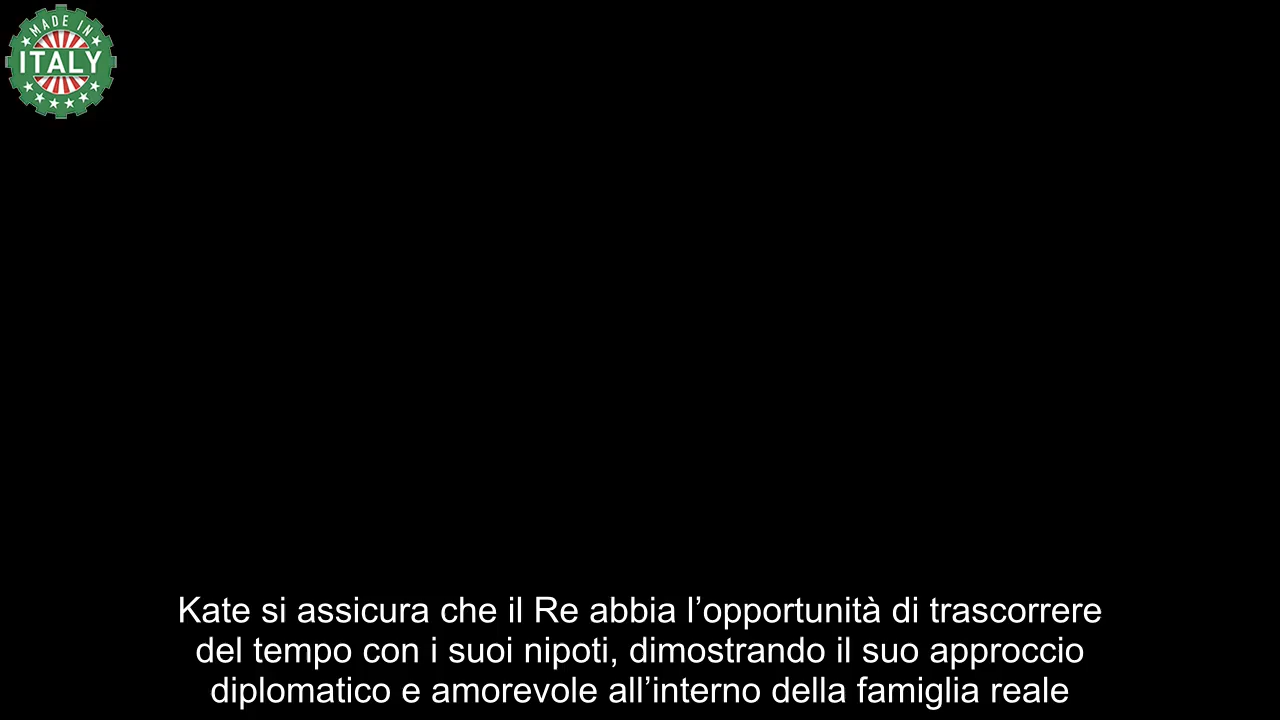 MADE IN
ITALY
Kate si assicura che il Re abbia l’opportunità di trascorrere
del tempo con i suoi nipoti, dimostrando il suo approccio
diplomatico e amorevole all’interno della famiglia reale